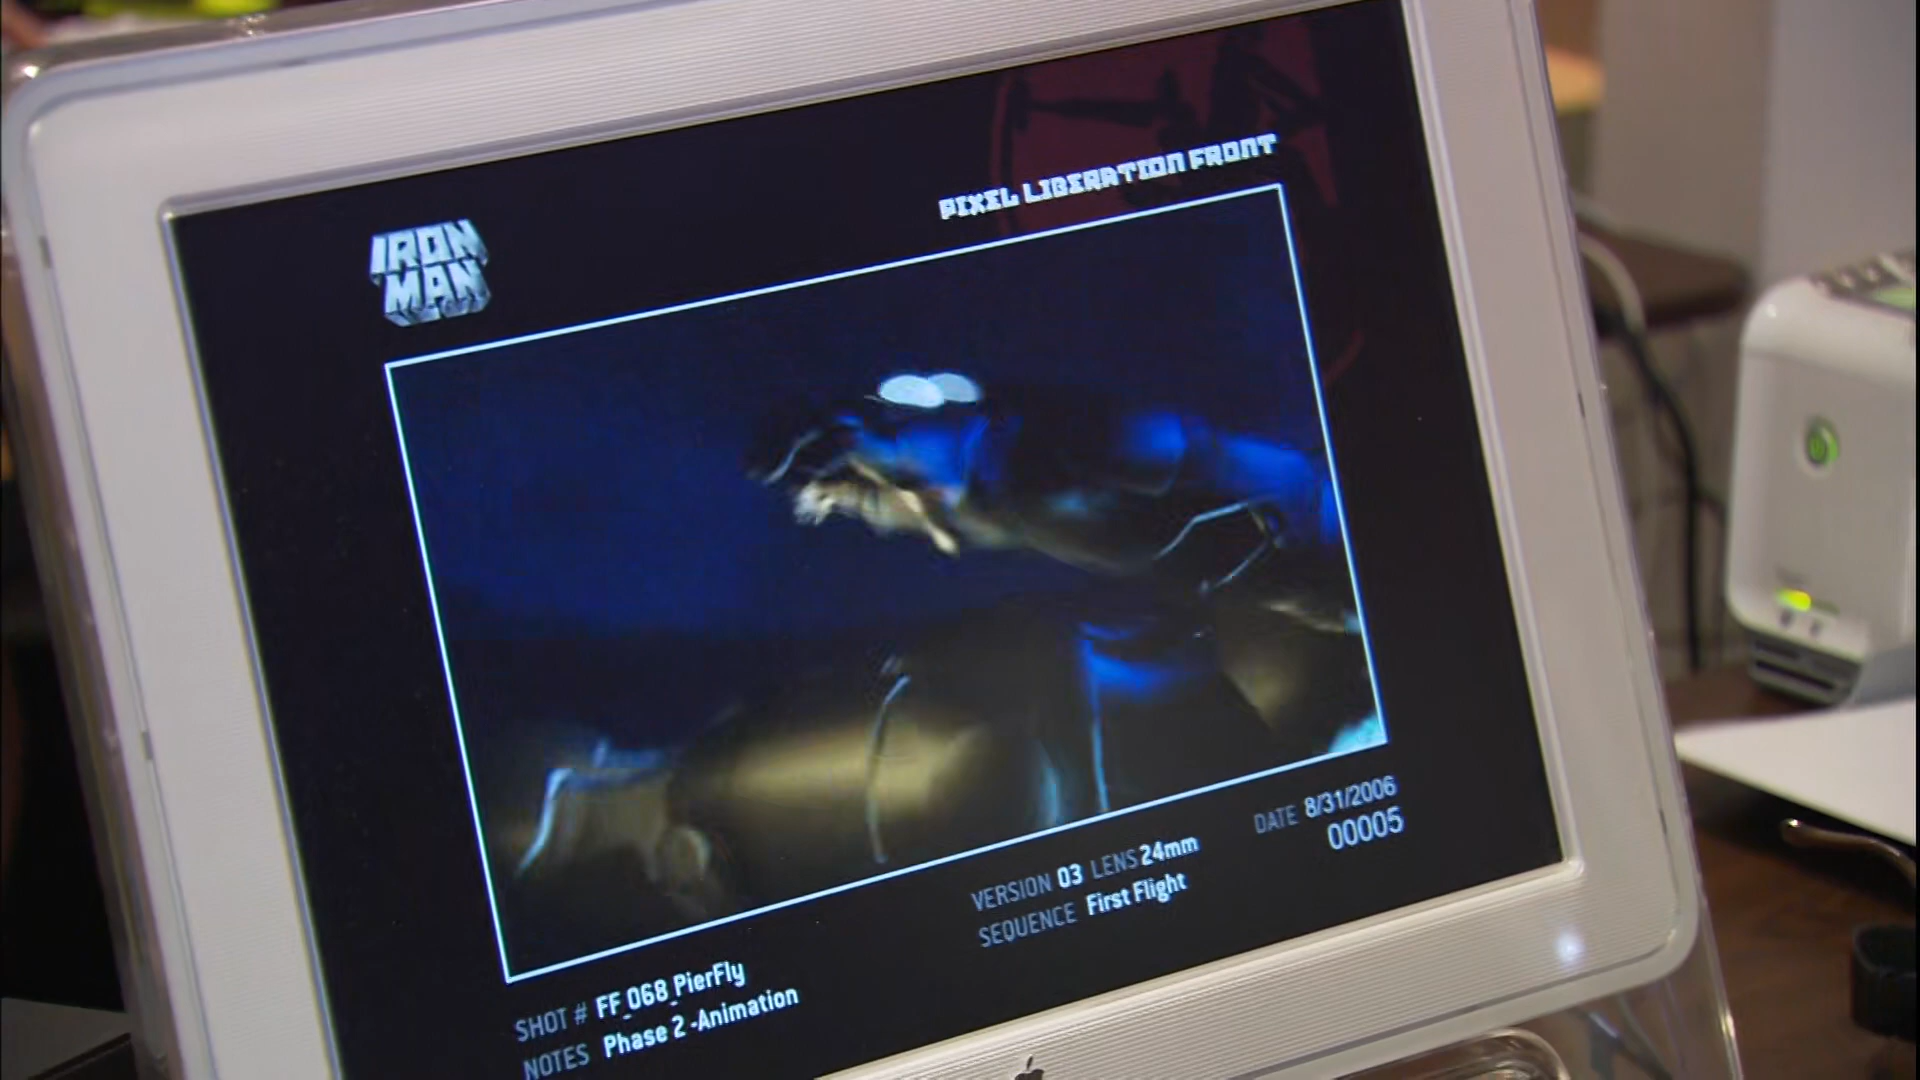 IRON
MAN
PIXEL LIBERATION FRONT
SHOT # FF_068_PierFly
NOTES Phase 2 -Animation
VERSION 03 LENS 24mm
SEQUENCE First Flight
DATE 8/31/2006
00005